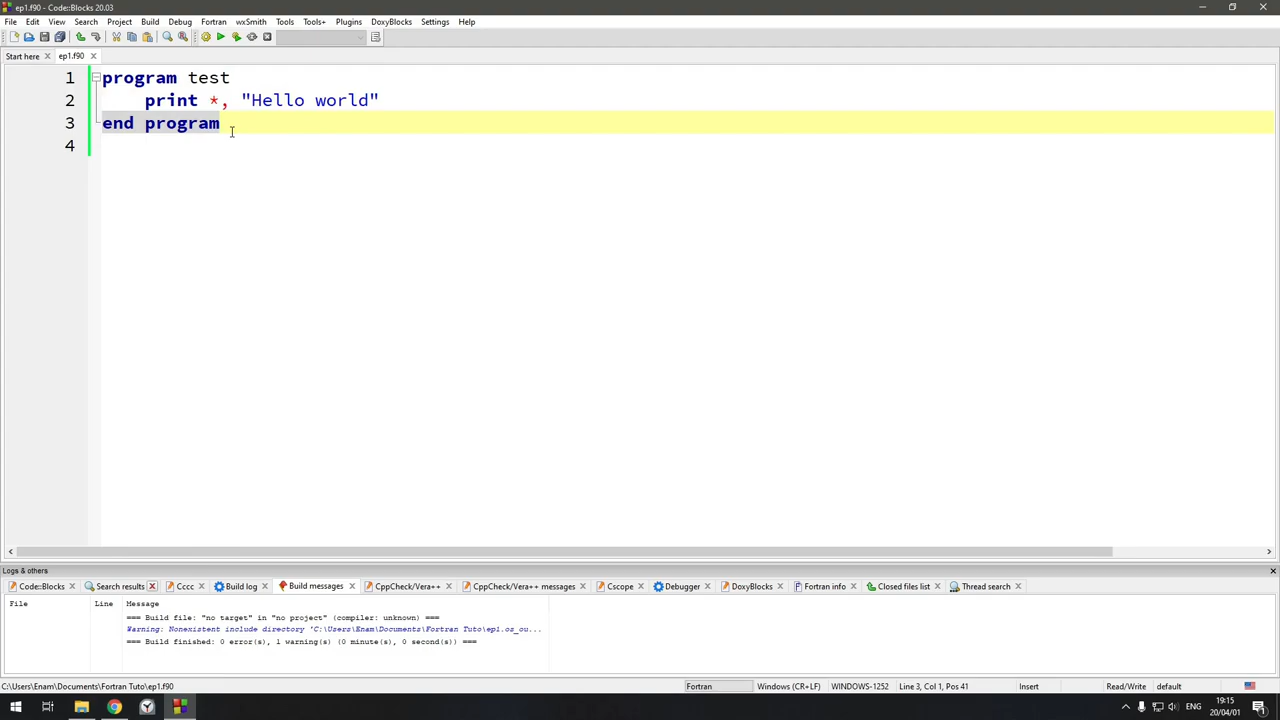 ep1.f90 - Code::Blocks 20.03
File Edit View Search Project Build Debug Fortran wxSmith Tools Tools+ Plugins DoxyBlocks Settings Help
Start here ep1.f90
1 program test
2 print *, "Hello world"
3 end program
4
Logs & others
Code::Blocks Search results Cccc Build log Build messages CppCheck/Vera++ CppCheck/Vera++ messages Cscope Debugger DoxyBlocks Fortran info Closed files list Thread search
File Line Message
=== Build file: "no target" in "no project" (compiler: unknown) ===
Warning: Nonexistent include directory 'C:\Users\Enam\Documents\Fortran Tuto\ep1.os_ou...
=== Build finished: 0 error(s), 1 warning(s) (0 minute(s), 0 second(s)) ===
C:\Users\Enam\Documents\Fortran Tuto\ep1.f90 Fortran Windows (CR+LF) WINDOWS-1252 Line 3, Col 1, Pos 41 Insert Read/Write default
ENG 19:15
20/04/01